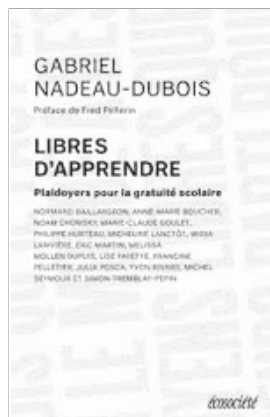 GABRIEL
NADEAU-DUBOIS
Préface de Fred Pellerin
LIBRES
D'APPRENDRE
Plaidoyers pour la gratuité scolaire
NORMAND BAILLARGEON, ANNE-MARIE BOUCHER,
NOAM CHOMSKY, MARIE-CLAUDE GOULET,
PHILIPPE HURTEAU, MICHELINE LANCTÔT, WIDIA
LARIVIÈRE, ERIC MARTIN, MELISSA
MOLLEN DUPUIS, LISE PAYETTE, FRANCINE
PELLETIER, JULIA POSCA, YVON RIVARD, MICHEL
SEYMOUR ET SIMON TREMBLAY-PEPIN
écosociété